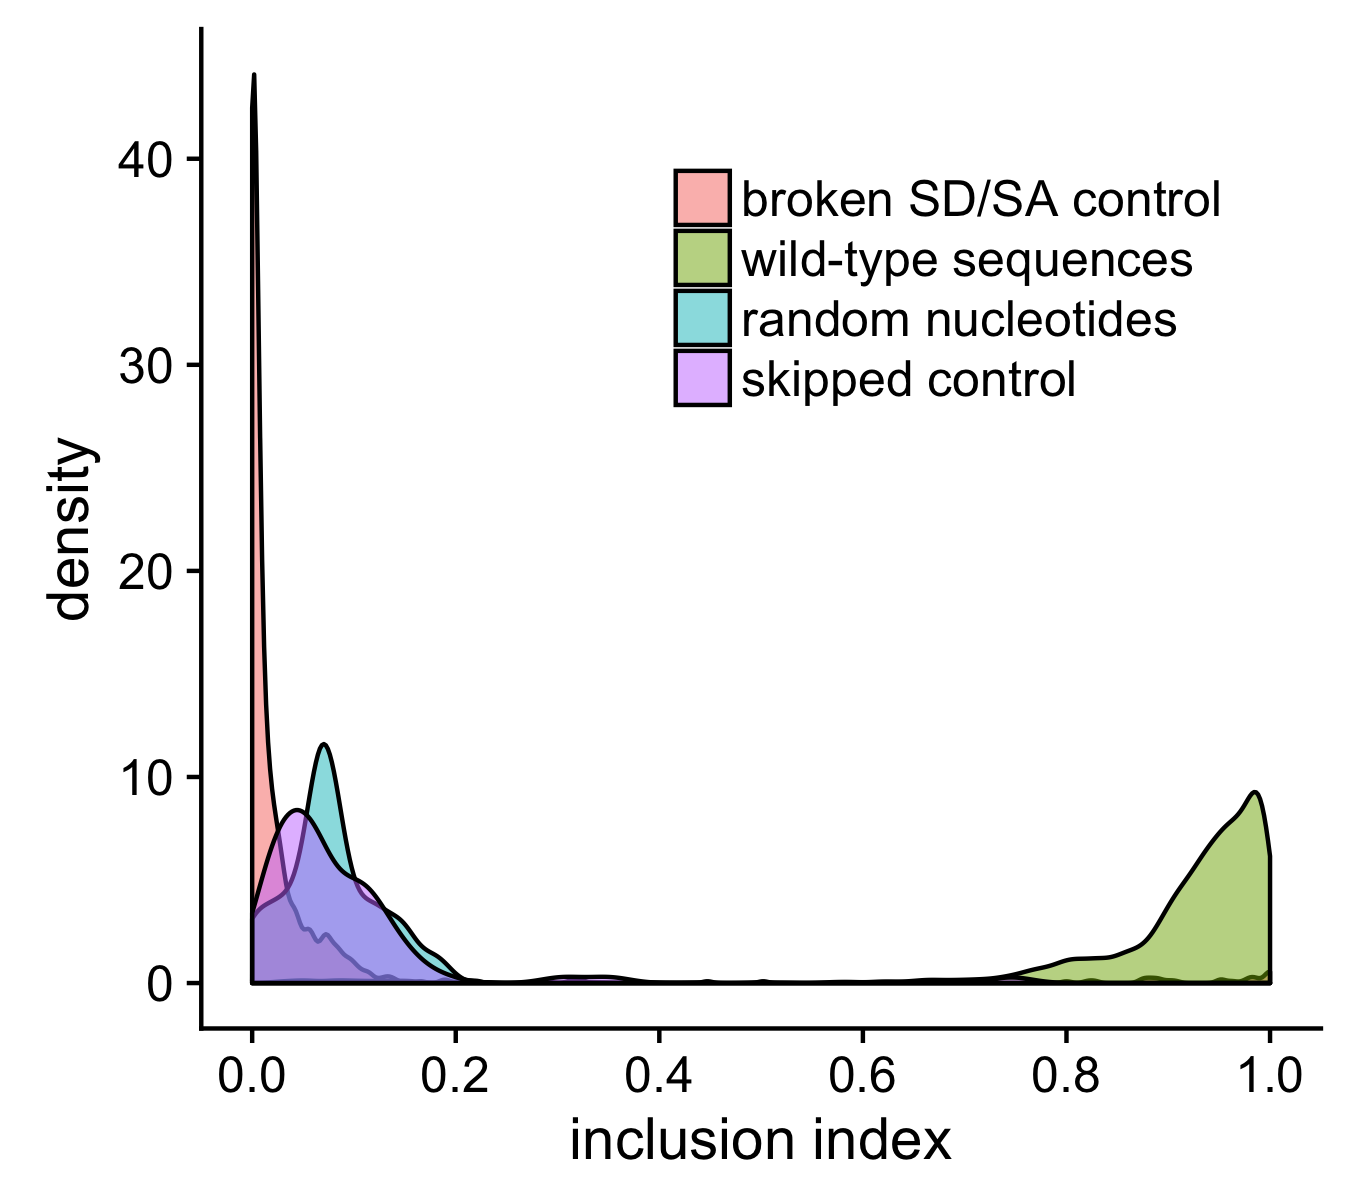 40
30
20
10
0
density
broken SD/SA control
wild-type sequences
random nucleotides
skipped control
0.0 0.2 0.4 0.6 0.8 1.0
inclusion index